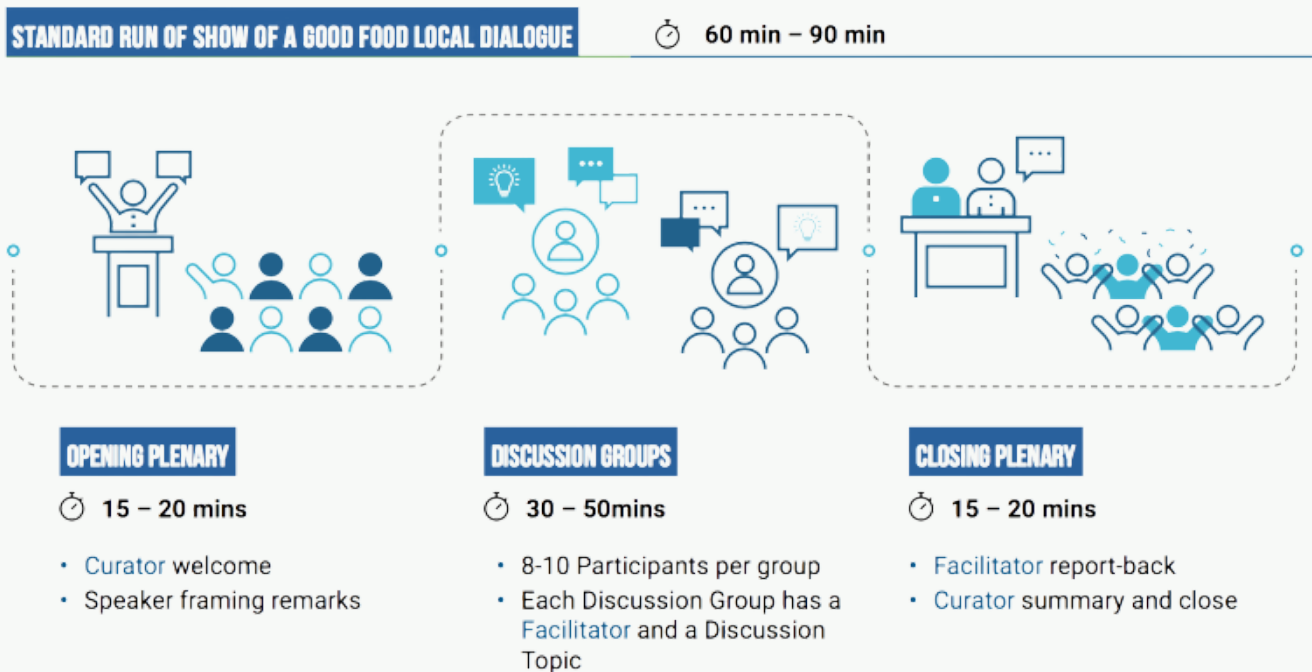 STANDARD RUN OF SHOW OF A GOOD FOOD LOCAL DIALOGUE
60 min – 90 min
OPENING PLENARY
15 – 20 mins
• Curator welcome
• Speaker framing remarks
DISCUSSION GROUPS
30 – 50mins
• 8-10 Participants per group
• Each Discussion Group has a
Facilitator and a Discussion
Topic
CLOSING PLENARY
15 – 20 mins
• Facilitator report-back
• Curator summary and close